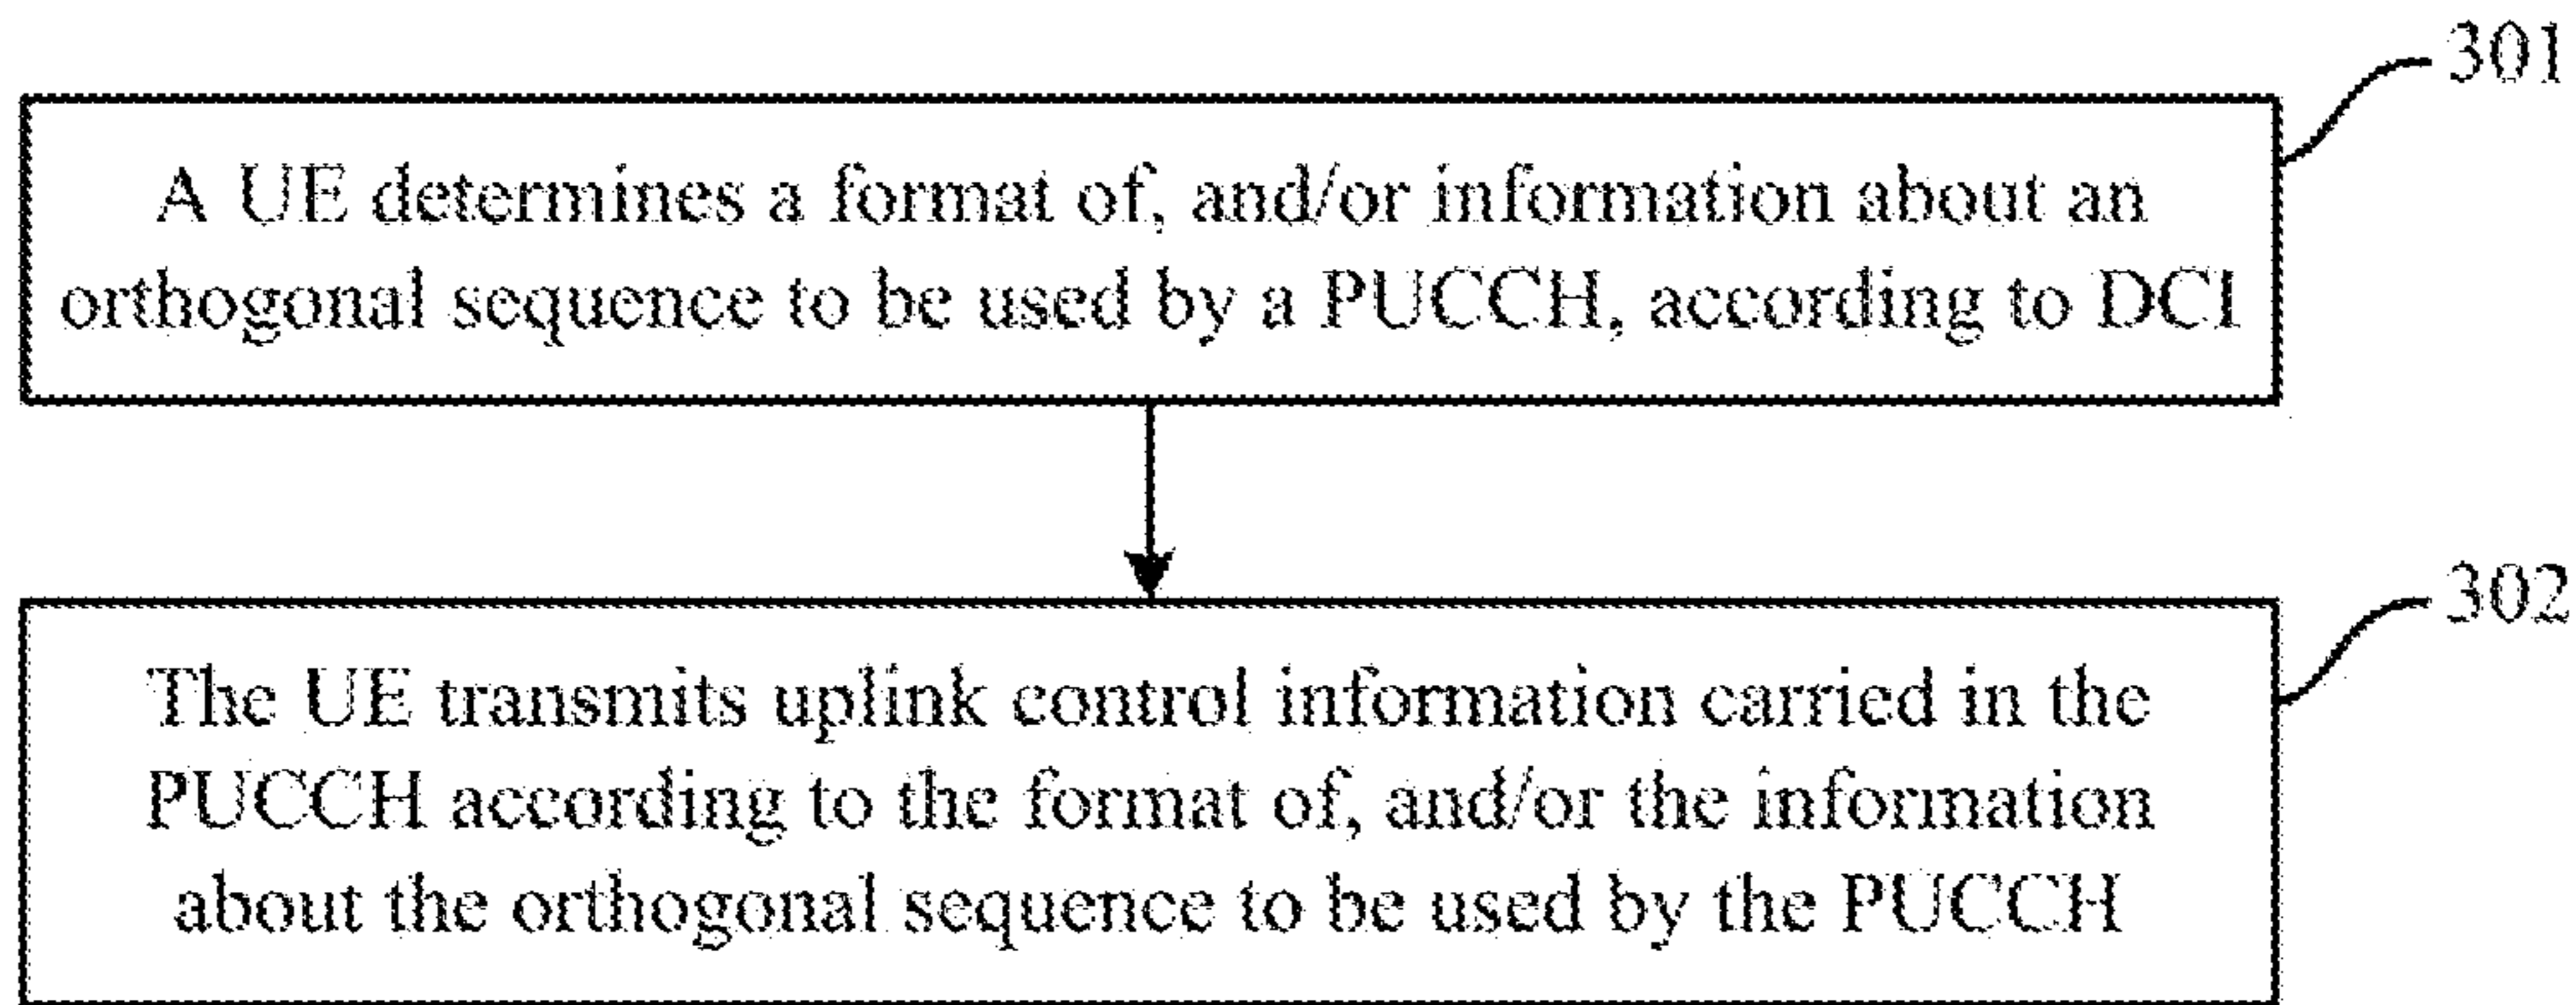 301
A UE determines a format of, and/or information about an
orthogonal sequence to be used by a PUCCH, according to DCI
302
The UE transmits uplink control information carried in the
PUCCH according to the format of, and/or the information
about the orthogonal sequence to be used by the PUCCH